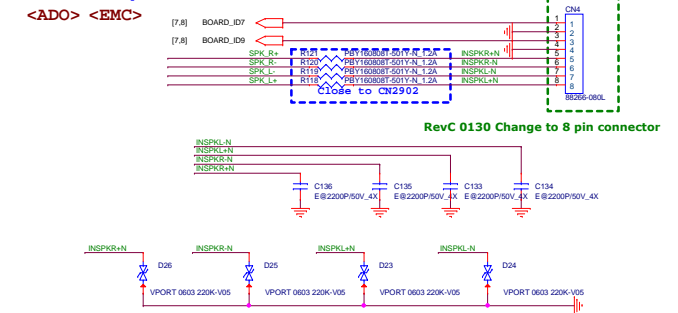 <ADO> <EMC>
CN4
[7,8] BOARD_ID7
[7,8] BOARD_ID9
SPK_R+ R121 PBY160808T-501Y-N_1.2A INSPKR+N
SPK_R- R120 PBY160808T-501Y-N_1.2A INSPKR-N
SPK_L- R119 PBY160808T-501Y-N_1.2A INSPKL-N
SPK_L+ R118 PBY160808T-501Y-N_1.2A INSPKL+N
1 1
2 2
3 3
4 4
5 5
6 6
7 7
8 8
Close to CN2902
88266-080L
RevC 0130 Change to 8 pin connector
INSPKL-N
INSPKL+N
INSPKR-N
INSPKR+N
C136 C135 C133 C134
E@2200P/50V_4X E@2200P/50V_4X E@2200P/50V_4X E@2200P/50V_4X
INSPKR+N INSPKR-N INSPKL+N INSPKL-N
D26 D25 D23 D24
VPORT 0603 220K-V05 VPORT 0603 220K-V05 VPORT 0603 220K-V05 VPORT 0603 220K-V05